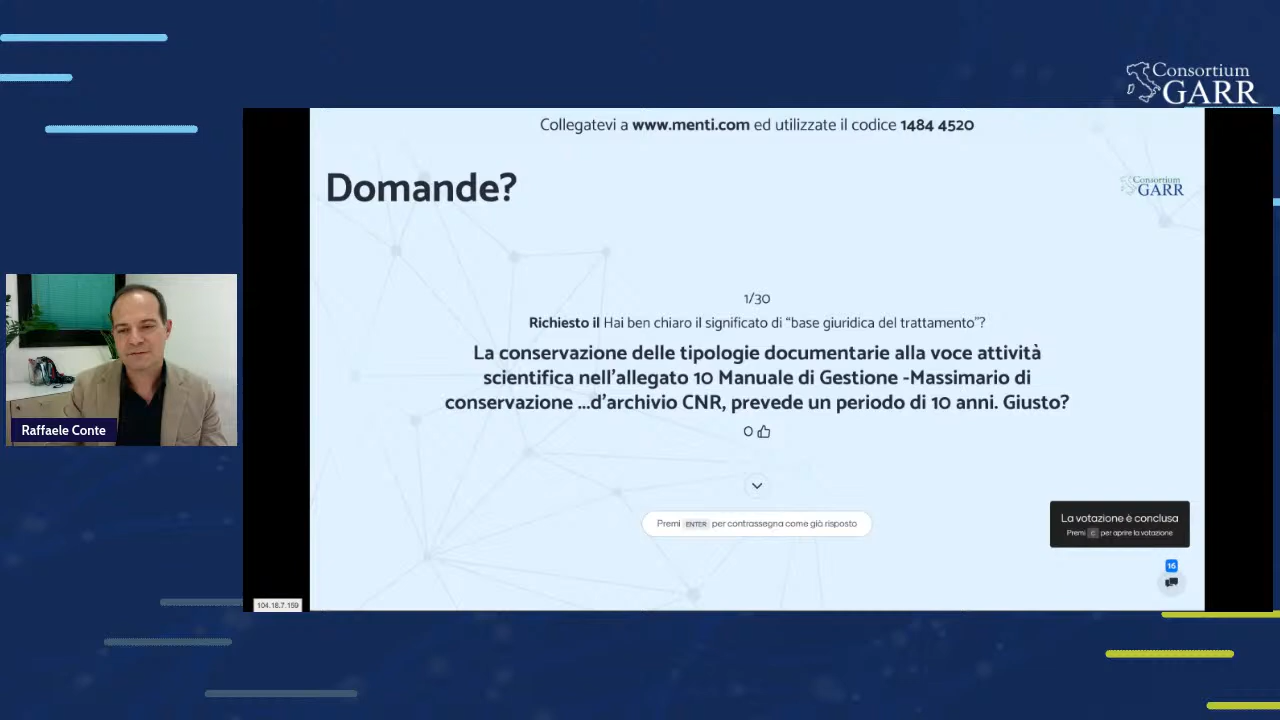 Consortium
GARR
Collegatevi a www.menti.com ed utilizzate il codice 1484 4520
Domande?
Consortium
GARR
1/30
Richiesto il Hai ben chiaro il significato di “base giuridica del trattamento”?
La conservazione delle tipologie documentarie alla voce attività
scientifica nell'allegato 10 Manuale di Gestione -Massimario di
conservazione ...d'archivio CNR, prevede un periodo di 10 anni. Giusto?
0
Raffaele Conte
Premi ENTER per contrassegna come già risposto
La votazione è conclusa
Premi C per aprire la votazione
16
104.18.7.159